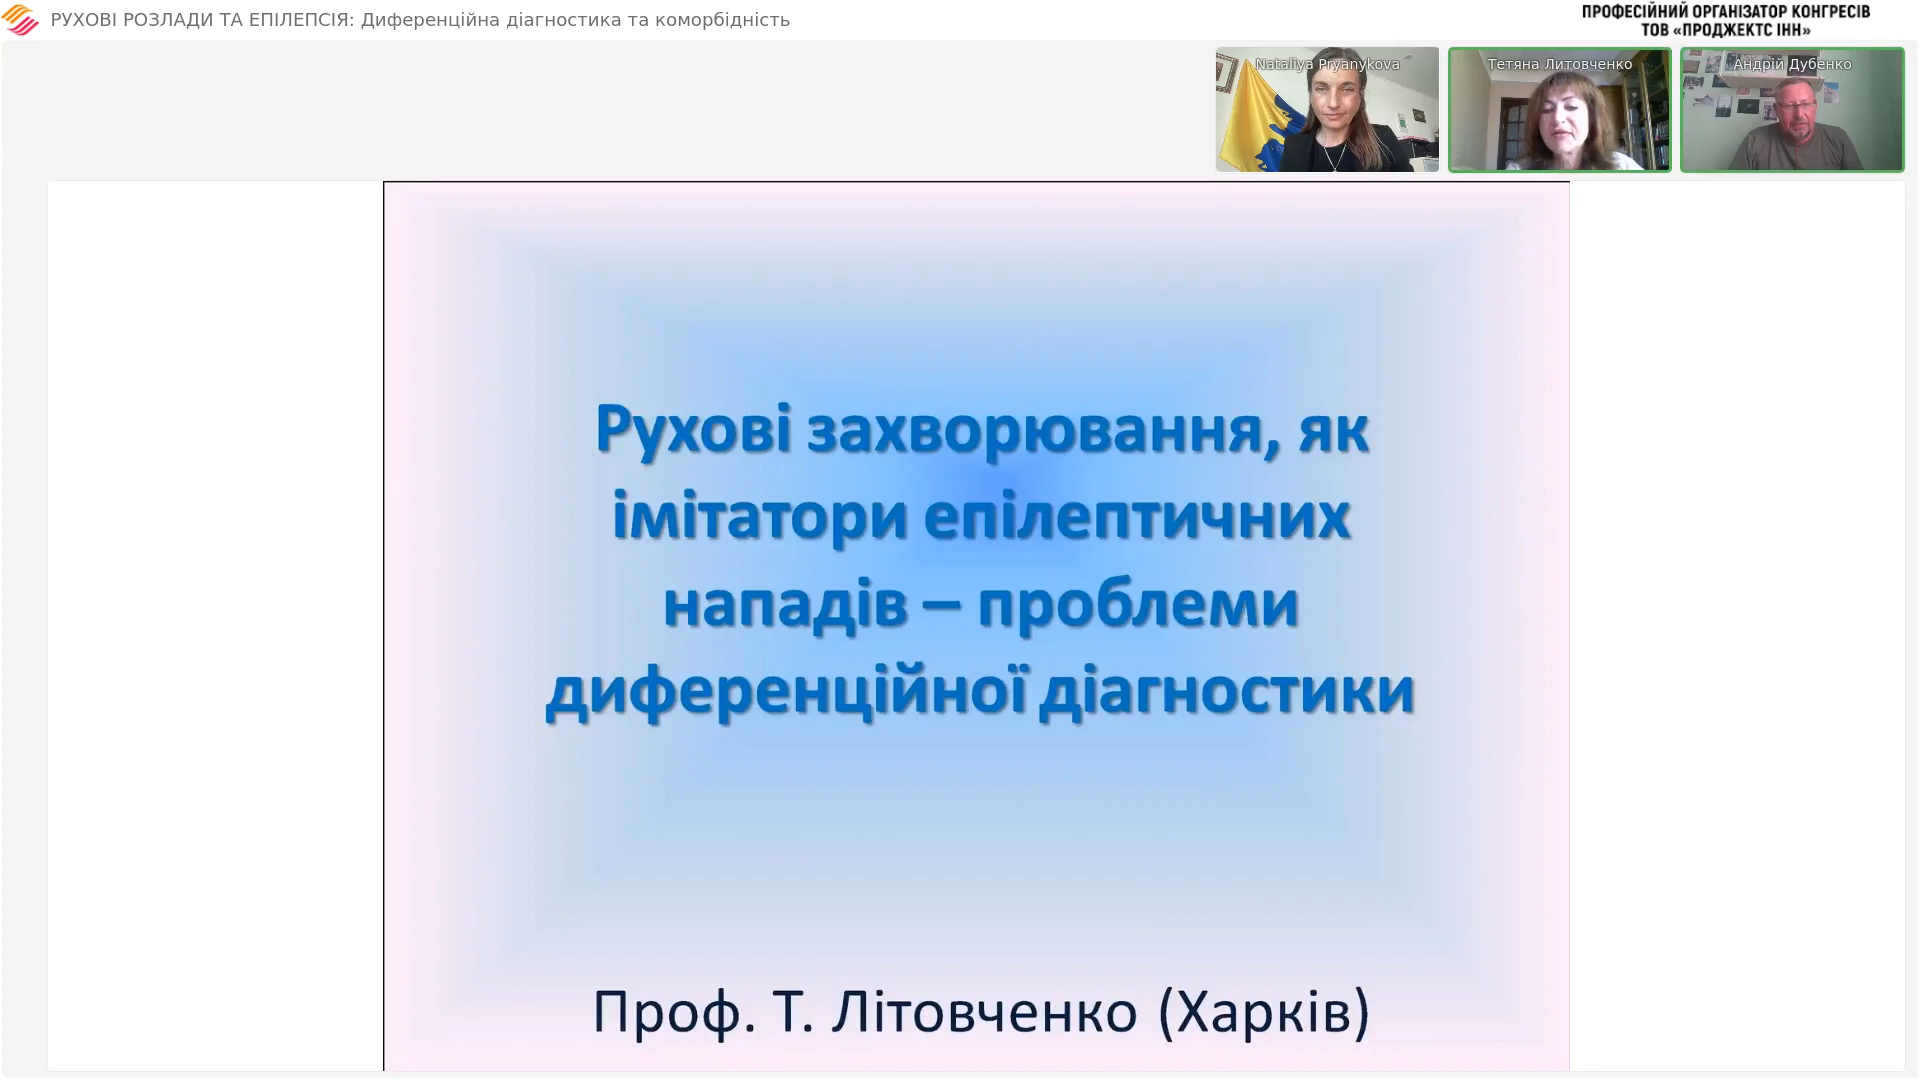 РУХОВІ РОЗЛАДИ ТА ЕПІЛЕПСІЯ: Диференційна діагностика та коморбідність
ПРОФЕСІЙНИЙ ОРГАНІЗАТОР КОНГРЕСІВ
ТОВ «ПРОДЖЕКТС ІНН»
Nataliya Pryanykova
Тетяна Литовченко
Андрій Дубенко
Рухові захворювання, як
імітатори епілептичних
нападів – проблеми
диференційної діагностики
Проф. Т. Літовченко (Харків)